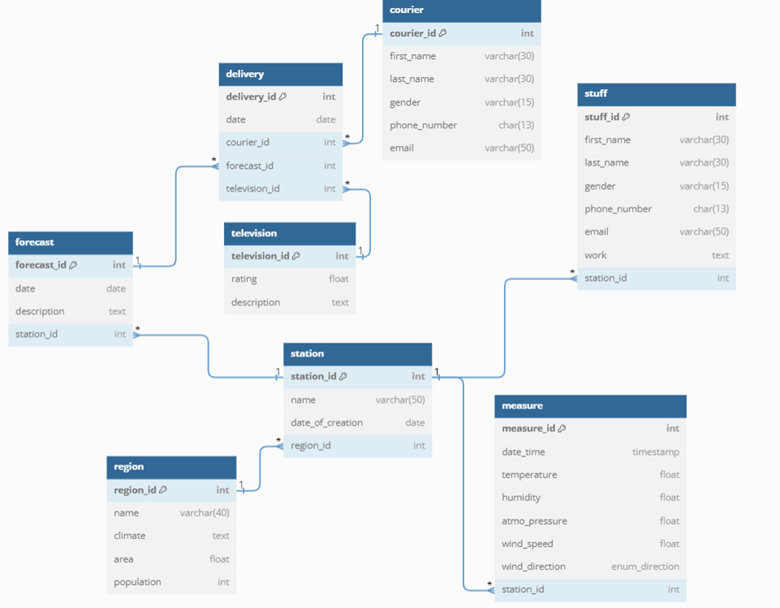 courier
courier_id int
first_name varchar(30)
last_name varchar(30)
gender varchar(15)
phone_number char(13)
email varchar(50)
delivery
delivery_id int
date date
courier_id int
forecast_id int
television_id int
stuff
stuff_id int
first_name varchar(30)
last_name varchar(30)
gender varchar(15)
phone_number char(13)
email varchar(50)
work text
station_id int
television
television_id int
rating float
description text
forecast
forecast_id int
date date
description text
station_id int
station
station_id int
name varchar(50)
date_of_creation date
region_id int
measure
measure_id int
date_time timestamp
temperature float
humidity float
atmo_pressure float
wind_speed float
wind_direction enum_direction
station_id int
region
region_id int
name varchar(40)
climate text
area float
population int
1
*
*
*
1
1
*
1
1
*
*
1
*